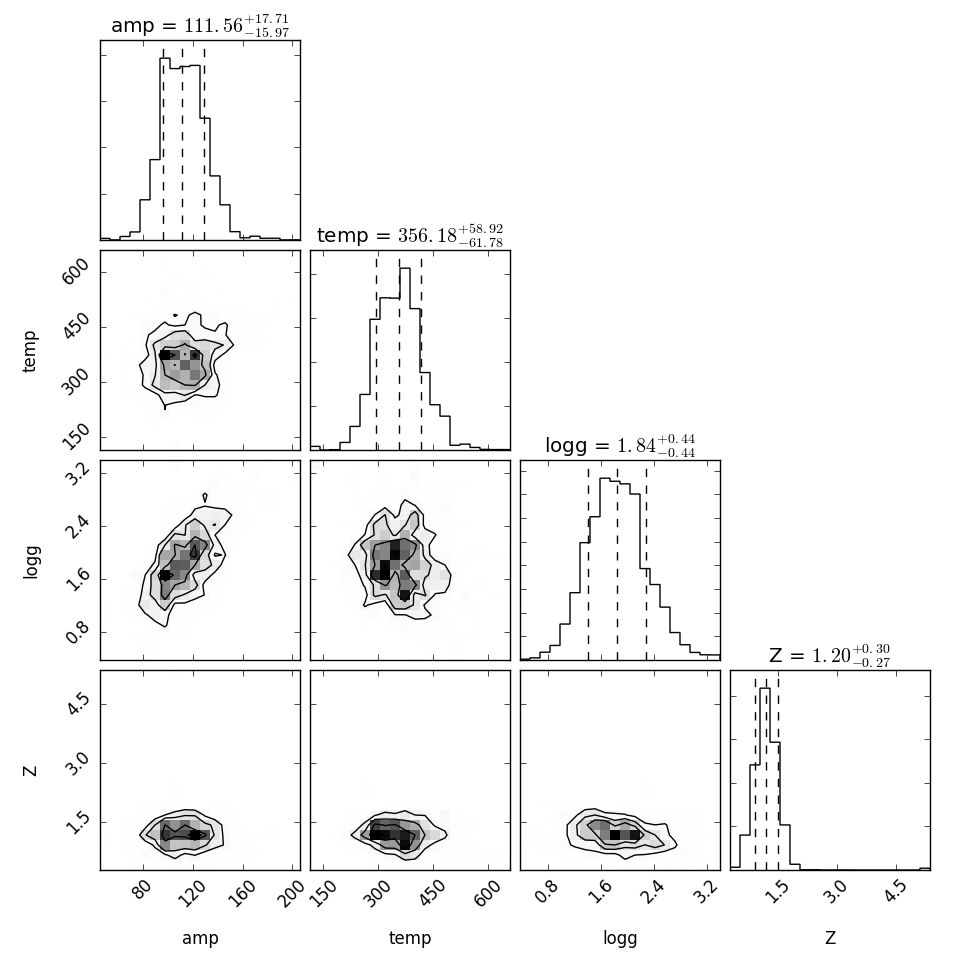 amp = 111.56 +17.71 −15.97
temp = 356.18 +58.92 −61.78
600
450
300
150
temp
logg = 1.84 +0.44 −0.44
3.2
2.4
1.6
0.8
logg
Z = 1.20 +0.30 −0.27
4.5
3.0
1.5
Z
80 120 160 200 150 300 450 600 0.8 1.6 2.4 3.2 1.5 3.0 4.5
amp temp logg Z